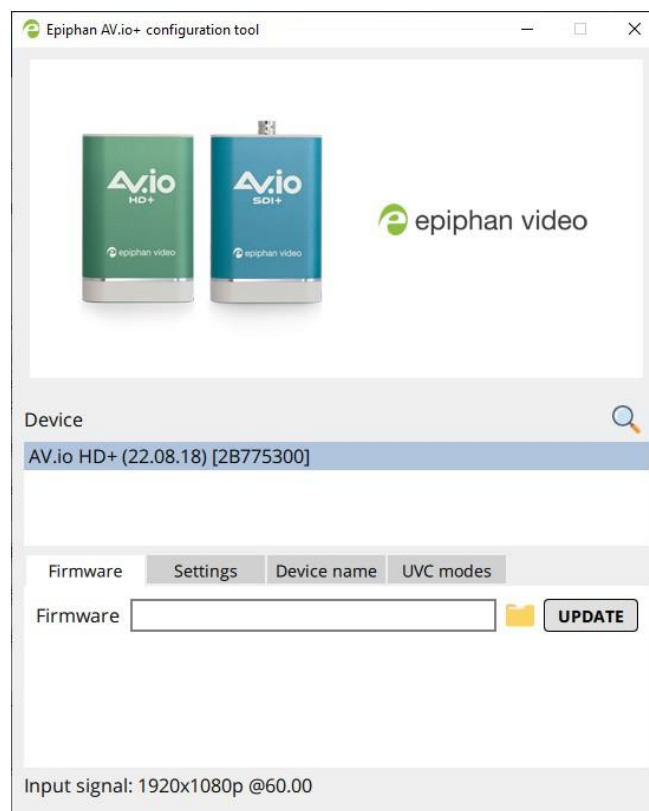 Epiphan AV.io+ configuration tool
AV.io
HD+
epiphan video
AV.io
SDI+
epiphan video
epiphan video
Device
AV.io HD+ (22.08.18) [2B775300]
Firmware Settings Device name UVC modes
Firmware UPDATE
Input signal: 1920x1080p @60.00